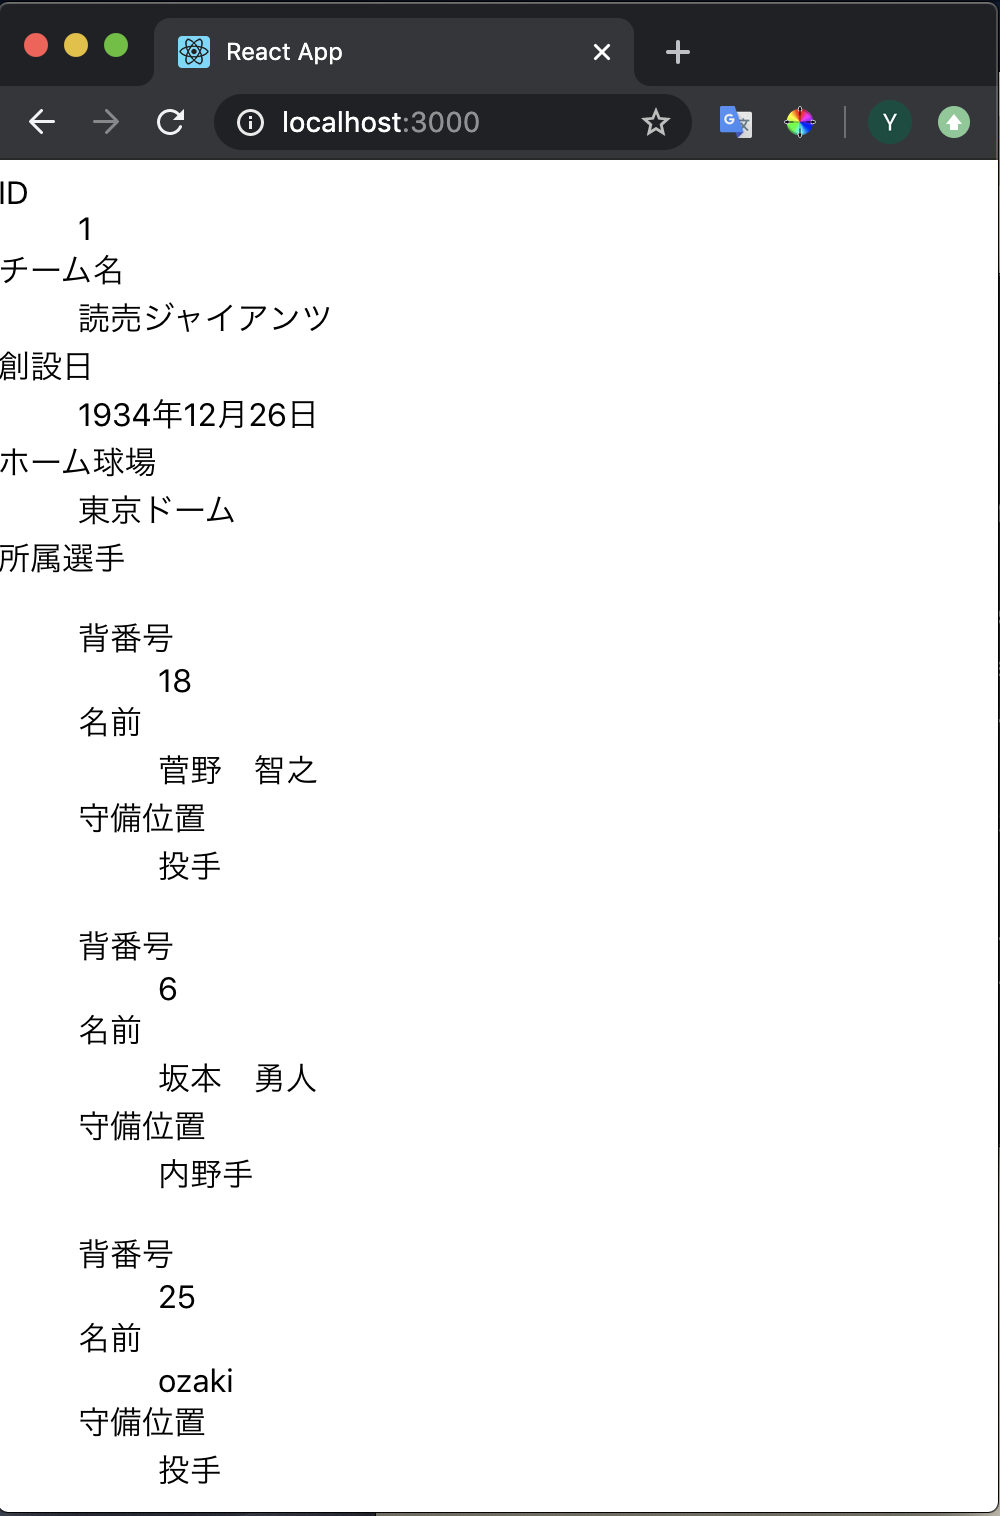 React App
localhost:3000
Y
ID
1
チーム名
読売ジャイアンツ
創設日
1934年12月26日
ホーム球場
東京ドーム
所属選手
背番号
18
名前
菅野　智之
守備位置
投手
背番号
6
名前
坂本　勇人
守備位置
内野手
背番号
25
名前
ozaki
守備位置
投手